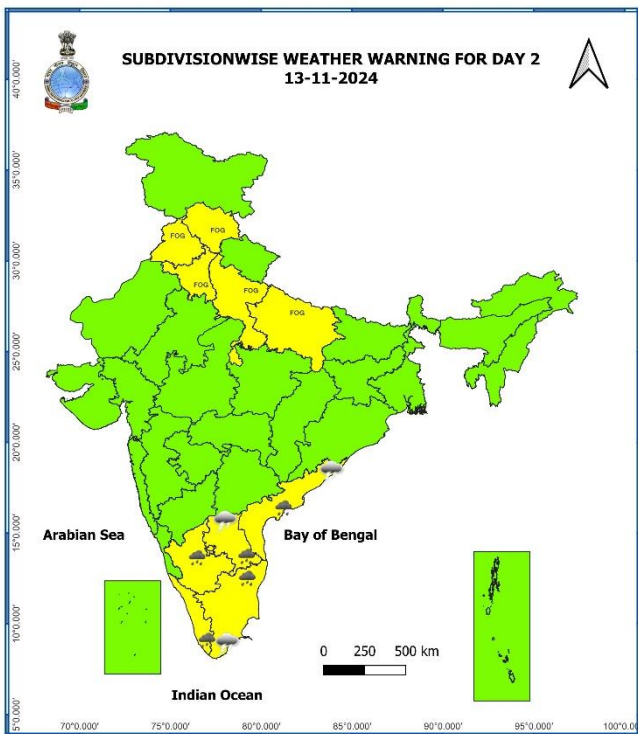 SUBDIVISIONWISE WEATHER WARNING FOR DAY 2
13-11-2024
40°0.000'
35°0.000'
FOG
FOG
30°0.000'
FOG
FOG
FOG
25°0.000'
20°0.000'
Arabian Sea
Bay of Bengal
15°0.000'
10°0.000'
0 250 500 km
Indian Ocean
5°0.000'
70°0.000' 75°0.000' 80°0.000' 85°0.000' 90°0.000' 95°0.000' 100°0.000'